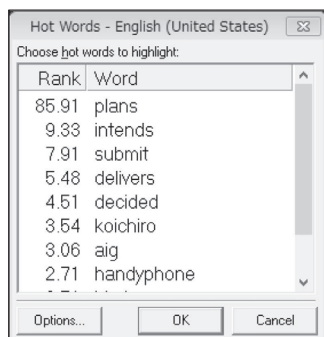 Hot Words - English (United States)
Choose hot words to highlight:
Rank Word
85.91 plans
9.33 intends
7.91 submit
5.48 delivers
4.51 decided
3.54 koichiro
3.06 aig
2.71 handyphone
Options... OK Cancel